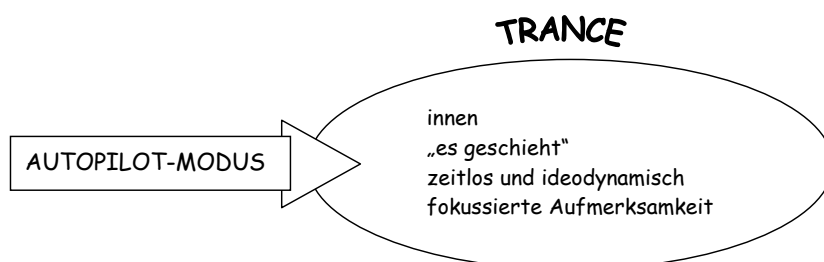 TRANCE
AUTOPILOT-MODUS
innen
„es geschieht“
zeitlos und ideodynamisch
fokussierte Aufmerksamkeit